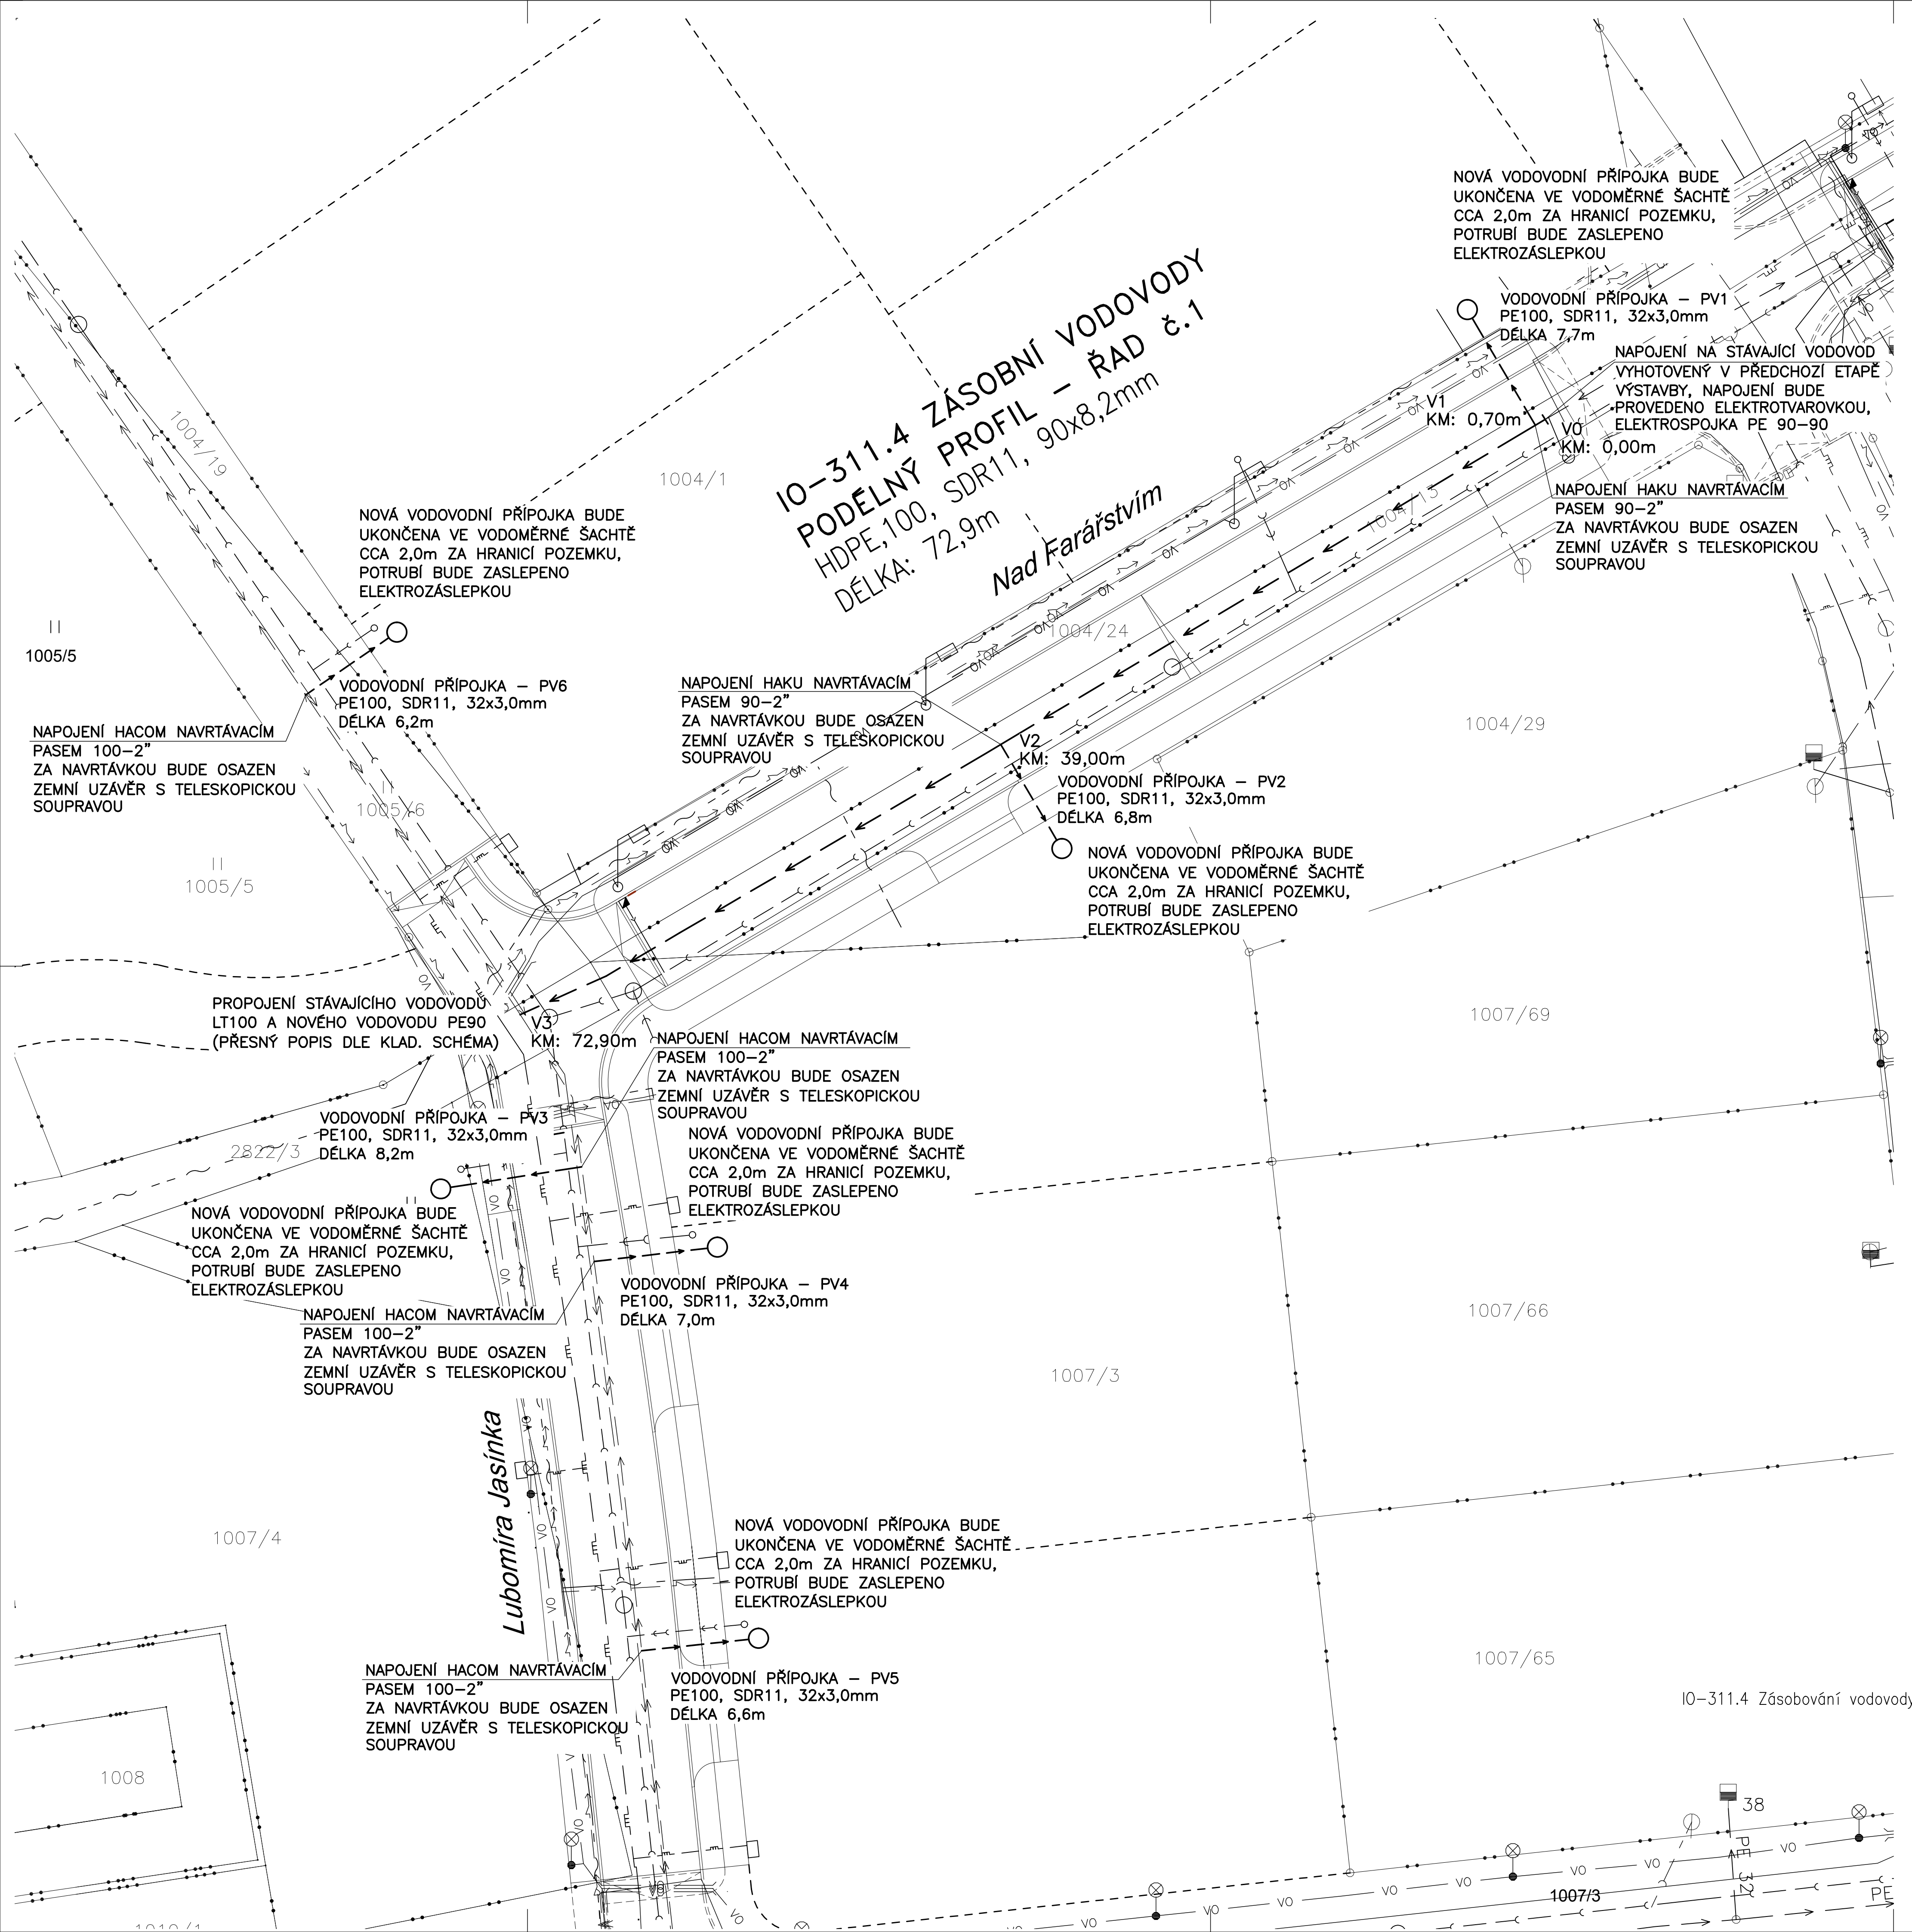 NOVÁ VODOVODNÍ PŘÍPOJKA BUDE
UKONČENA VE VODOMĚRNÉ ŠACHTĚ
CCA 2,0m ZA HRANICÍ POZEMKU,
POTRUBÍ BUDE ZASLEPENO
ELEKTROZÁSLEPKOU
VODOVODNÍ PŘÍPOJKA – PV1
PE100, SDR11, 32x3,0mm
DÉLKA 7,7m
NAPOJENÍ NA STÁVAJÍCÍ VODOVOD
VYHOTOVENÝ V PŘEDCHOZÍ ETAPĚ
VÝSTAVBY, NAPOJENÍ BUDE
PROVEDENO ELEKTROTVAROVKOU,
ELEKTROSPOJKA PE 90–90
V1
KM: 0,70m
V0
KM: 0,00m
NAPOJENÍ HAKU NAVRTÁVACÍM
PASEM 90–2"
ZA NAVRTÁVKOU BUDE OSAZEN
ZEMNÍ UZÁVĚR S TELESKOPICKOU
SOUPRAVOU
IO–311.4 ZÁSOBNÍ VODOVODY
PODÉLNÝ PROFIL – ŘAD č.1
HDPE,100, SDR11, 90x8,2mm
DÉLKA: 72,9m
Nad Farářstvím
1004/19
1004/1
1004/13
1004/24
1004/29
NOVÁ VODOVODNÍ PŘÍPOJKA BUDE
UKONČENA VE VODOMĚRNÉ ŠACHTĚ
CCA 2,0m ZA HRANICÍ POZEMKU,
POTRUBÍ BUDE ZASLEPENO
ELEKTROZÁSLEPKOU
1005/5
VODOVODNÍ PŘÍPOJKA – PV6
PE100, SDR11, 32x3,0mm
DÉLKA 6,2m
NAPOJENÍ HACOM NAVRTÁVACÍM
PASEM 100–2"
ZA NAVRTÁVKOU BUDE OSAZEN
ZEMNÍ UZÁVĚR S TELESKOPICKOU
SOUPRAVOU
1005/6
1005/5
NAPOJENÍ HAKU NAVRTÁVACÍM
PASEM 90–2"
ZA NAVRTÁVKOU BUDE OSAZEN
ZEMNÍ UZÁVĚR S TELESKOPICKOU
SOUPRAVOU
V2
KM: 39,00m
VODOVODNÍ PŘÍPOJKA – PV2
PE100, SDR11, 32x3,0mm
DÉLKA 6,8m
NOVÁ VODOVODNÍ PŘÍPOJKA BUDE
UKONČENA VE VODOMĚRNÉ ŠACHTĚ
CCA 2,0m ZA HRANICÍ POZEMKU,
POTRUBÍ BUDE ZASLEPENO
ELEKTROZÁSLEPKOU
PROPOJENÍ STÁVAJÍCÍHO VODOVODU
LT100 A NOVÉHO VODOVODU PE90
(PŘESNÝ POPIS DLE KLAD. SCHÉMA)
V3
KM: 72,90m
NAPOJENÍ HACOM NAVRTÁVACÍM
PASEM 100–2"
ZA NAVRTÁVKOU BUDE OSAZEN
ZEMNÍ UZÁVĚR S TELESKOPICKOU
SOUPRAVOU
1007/69
VODOVODNÍ PŘÍPOJKA – PV3
PE100, SDR11, 32x3,0mm
DÉLKA 8,2m
2822/3
NOVÁ VODOVODNÍ PŘÍPOJKA BUDE
UKONČENA VE VODOMĚRNÉ ŠACHTĚ
CCA 2,0m ZA HRANICÍ POZEMKU,
POTRUBÍ BUDE ZASLEPENO
ELEKTROZÁSLEPKOU
NOVÁ VODOVODNÍ PŘÍPOJKA BUDE
UKONČENA VE VODOMĚRNÉ ŠACHTĚ
CCA 2,0m ZA HRANICÍ POZEMKU,
POTRUBÍ BUDE ZASLEPENO
ELEKTROZÁSLEPKOU
VODOVODNÍ PŘÍPOJKA – PV4
PE100, SDR11, 32x3,0mm
DÉLKA 7,0m
NAPOJENÍ HACOM NAVRTÁVACÍM
PASEM 100–2"
ZA NAVRTÁVKOU BUDE OSAZEN
ZEMNÍ UZÁVĚR S TELESKOPICKOU
SOUPRAVOU
1007/66
1007/3
Lubomíra Jasínka
1007/4
NOVÁ VODOVODNÍ PŘÍPOJKA BUDE
UKONČENA VE VODOMĚRNÉ ŠACHTĚ
CCA 2,0m ZA HRANICÍ POZEMKU,
POTRUBÍ BUDE ZASLEPENO
ELEKTROZÁSLEPKOU
NAPOJENÍ HACOM NAVRTÁVACÍM
PASEM 100–2"
ZA NAVRTÁVKOU BUDE OSAZEN
ZEMNÍ UZÁVĚR S TELESKOPICKOU
SOUPRAVOU
VODOVODNÍ PŘÍPOJKA – PV5
PE100, SDR11, 32x3,0mm
DÉLKA 6,6m
1007/65
IO–311.4 Zásobování vodovody
1008
38
PE 32
VO
VO
VO
VO
VO
VO
1007/3
PE